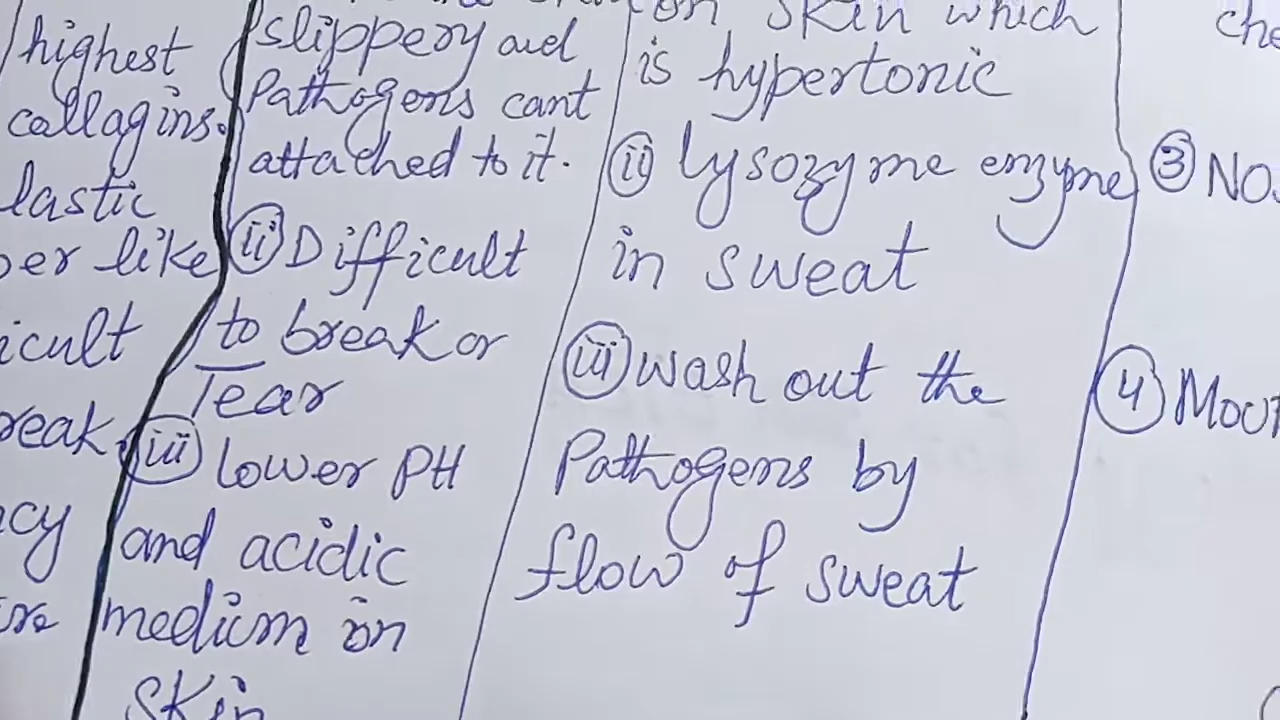 highest
callagins.
lastic
per like
icult
reak
cy
slippery and
Pathogens cant
attached to it.
(ii) Difficult
to break or
Tear
(iii) lower PH
and acidic
medium on
skin
on skin which
is hypertonic
(ii) lysozyme enzyme
in sweat
(iii) wash out the
Pathogens by
flow of sweat
che
(3) No.
(4) Mou